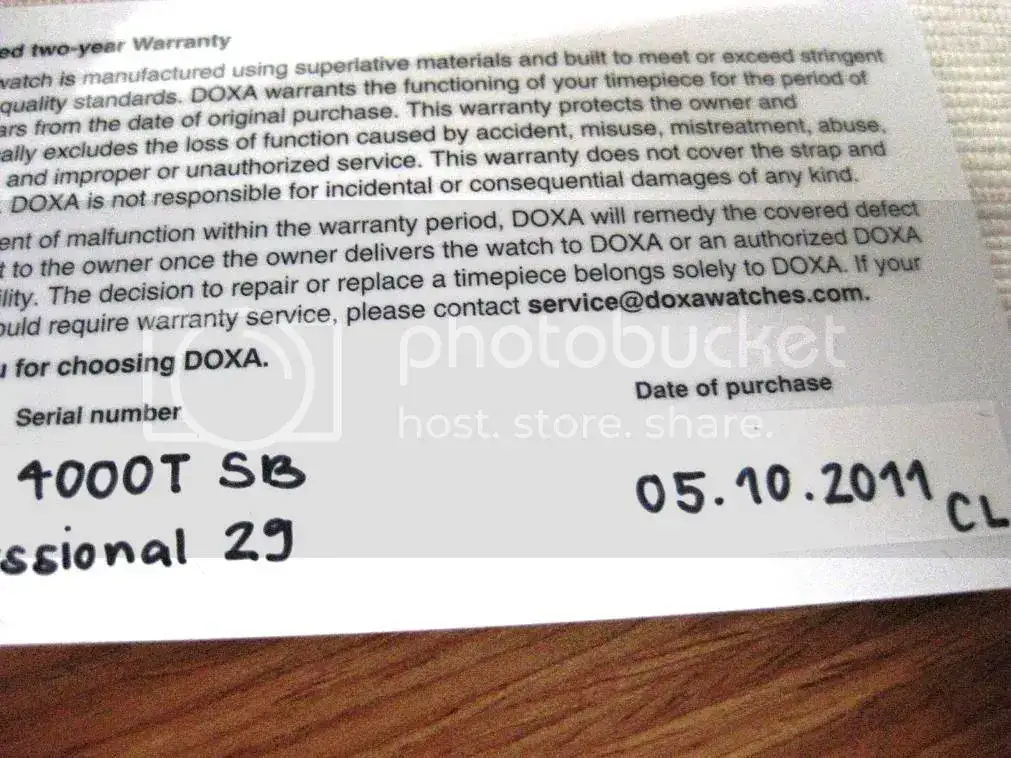 ed two-year Warranty
watch is manufactured using superlative materials and built to meet or exceed stringent
quality standards. DOXA warrants the functioning of your timepiece for the period of
ars from the date of original purchase. This warranty protects the owner and
ally excludes the loss of function caused by accident, misuse, mistreatment, abuse,
and improper or unauthorized service. This warranty does not cover the strap and
. DOXA is not responsible for incidental or consequential damages of any kind.
ent of malfunction within the warranty period, DOXA will remedy the covered defect
t to the owner once the owner delivers the watch to DOXA or an authorized DOXA
ility. The decision to repair or replace a timepiece belongs solely to DOXA. If your
ould require warranty service, please contact service@doxawatches.com.
u for choosing DOXA.
photobucket
host. store. share.
Serial number
Date of purchase
4000T SB
05.10.2011 CL
ssional 29